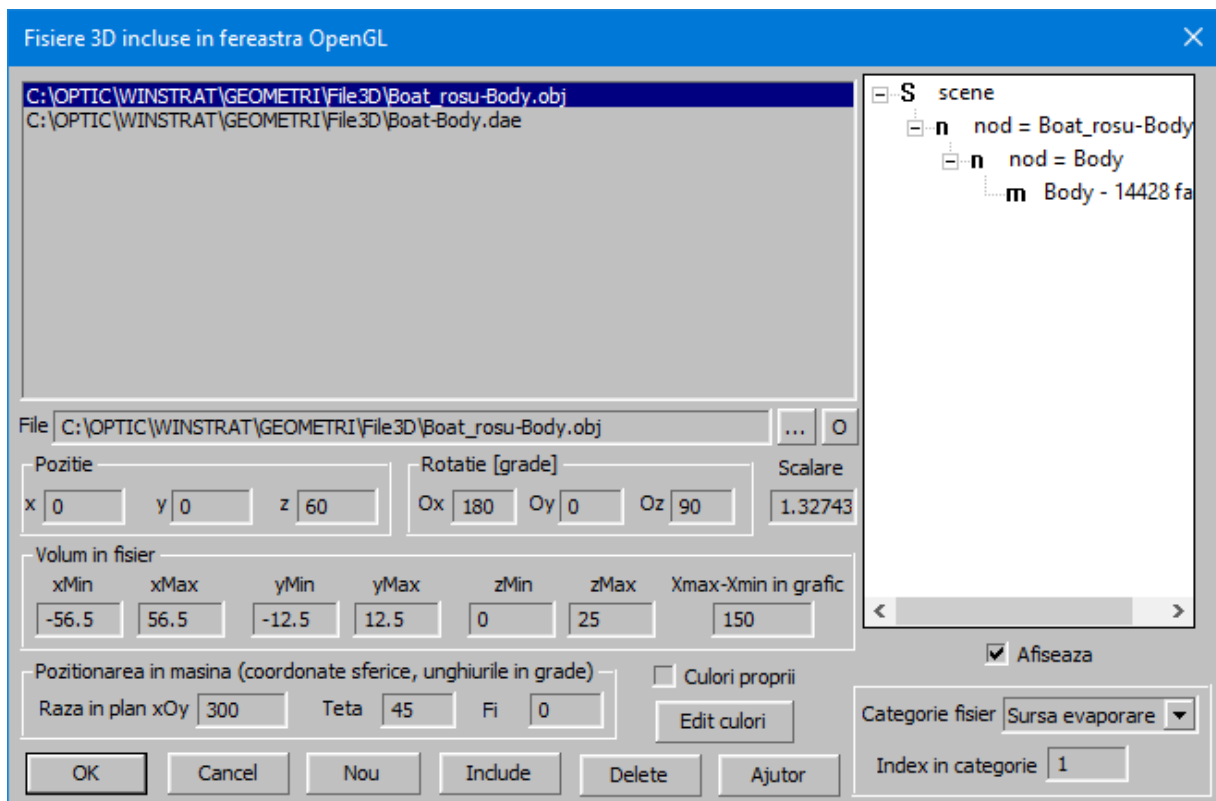 Fisiere 3D incluse in fereastra OpenGL
C:\OPTIC\WINSTRAT\GEOMETRI\File3D\Boat_rosu-Body.obj
C:\OPTIC\WINSTRAT\GEOMETRI\File3D\Boat-Body.dae
S scene
n nod = Boat_rosu-Body
n nod = Body
m Body - 14428 fa
File C:\OPTIC\WINSTRAT\GEOMETRI\File3D\Boat_rosu-Body.obj ... O
Pozitie
x 0 y 0 z 60
Rotatie [grade]
Ox 180 Oy 0 Oz 90
Scalare
1.32743
Volum in fisier
xMin xMax yMin yMax zMin zMax Xmax-Xmin in grafic
-56.5 56.5 -12.5 12.5 0 25 150
Pozitionarea in masina (coordonate sferice, unghiurile in grade)
Raza in plan xOy 300 Teta 45 Fi 0
Culori proprii
Edit culori
Afiseaza
Categorie fisier Sursa evaporare
Index in categorie 1
OK Cancel Nou Include Delete Ajutor